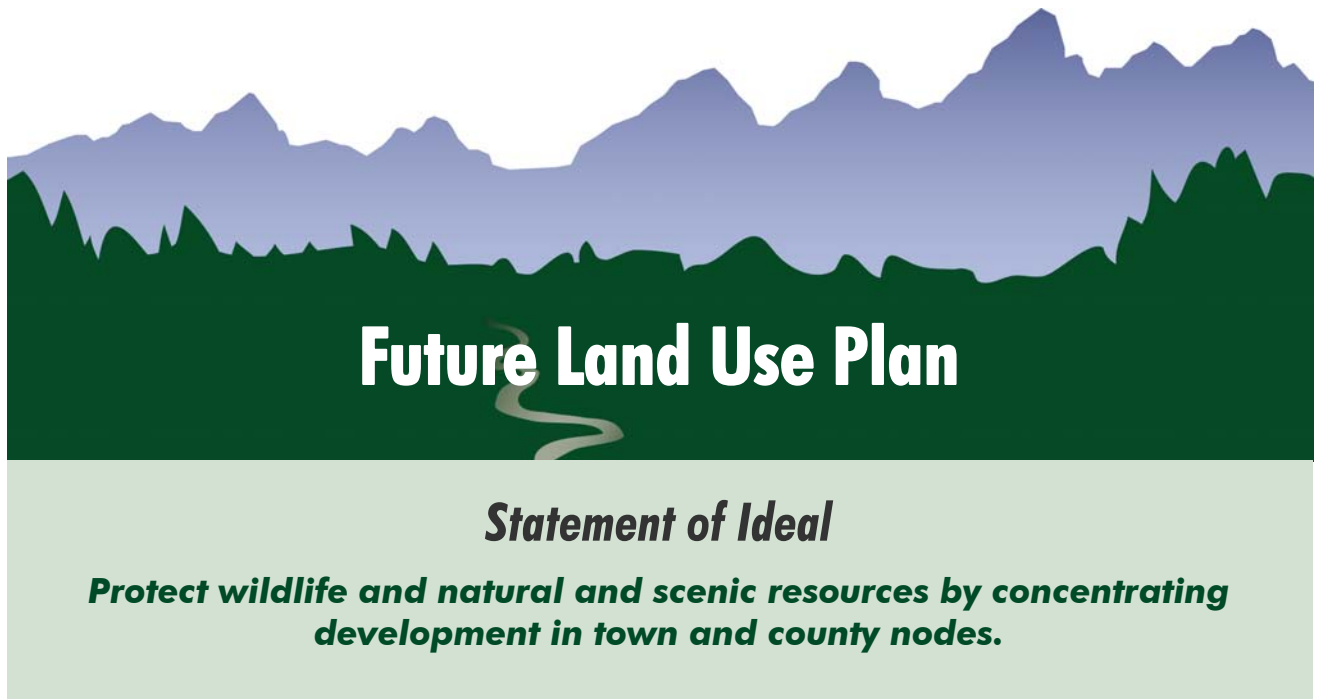 Future Land Use Plan
Statement of Ideal
Protect wildlife and natural and scenic resources by concentrating
development in town and county nodes.